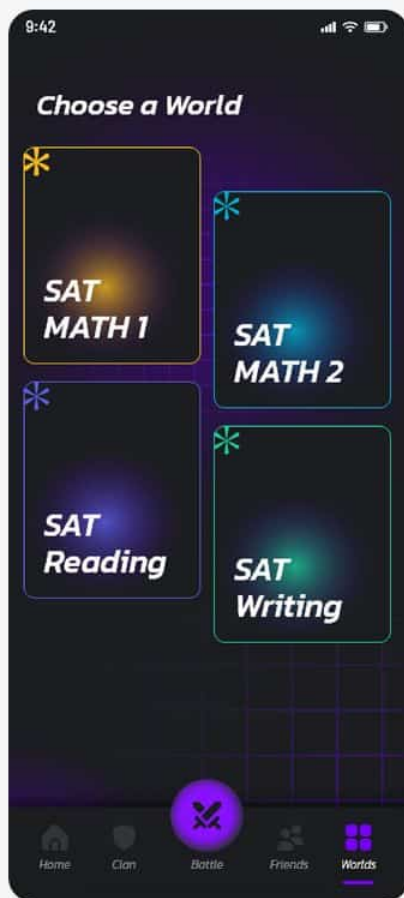 9:42
Choose a World
SAT
MATH 1
SAT
MATH 2
SAT
Reading
SAT
Writing
Home
Clan
Battle
Friends
Worlds